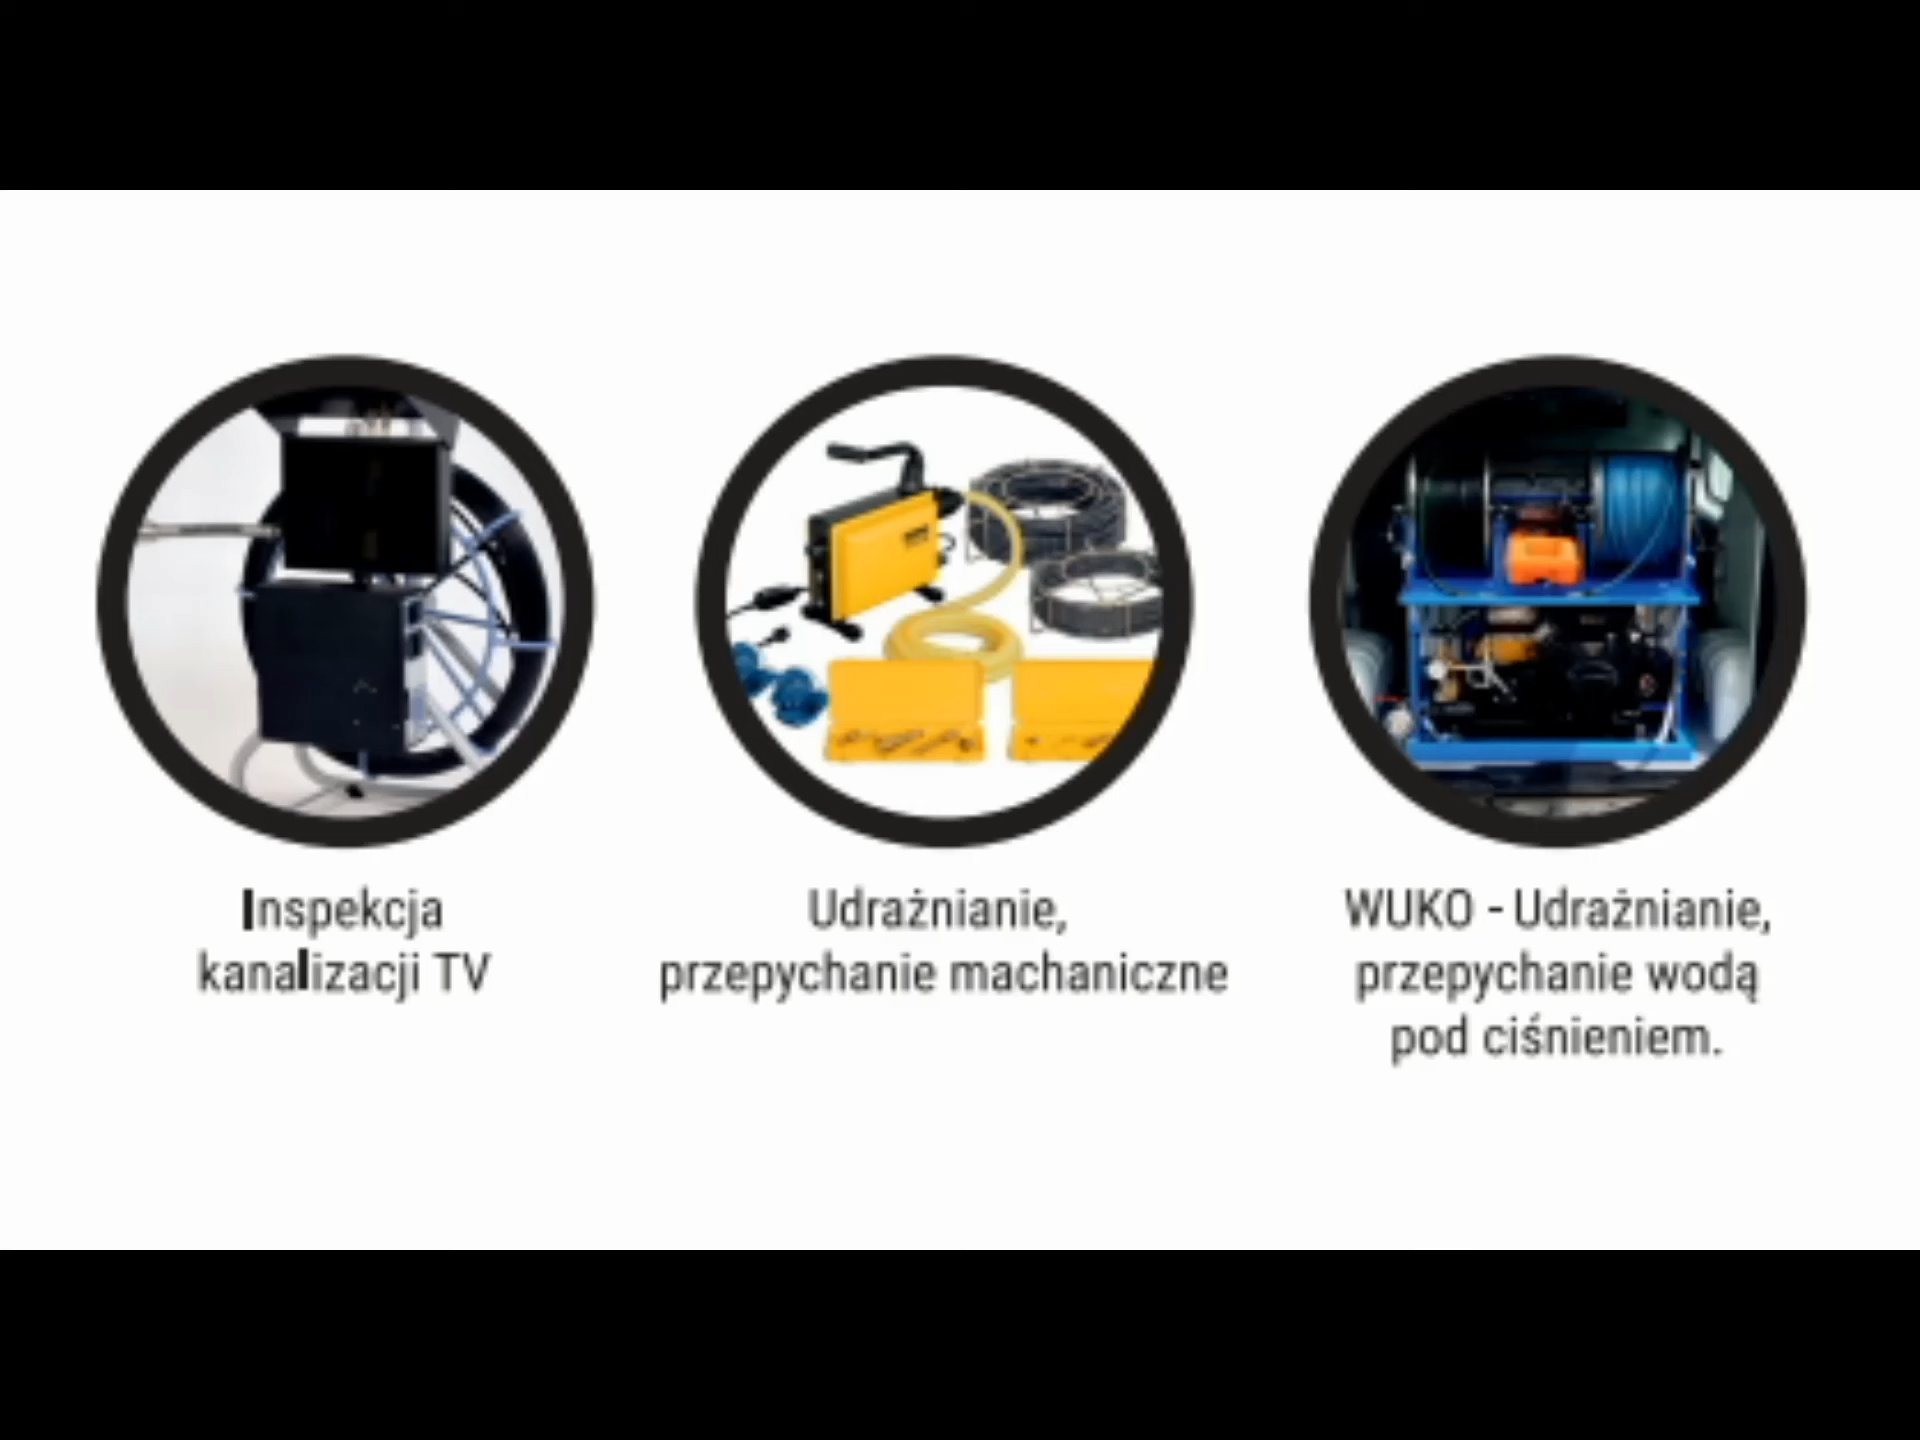 Inspekcja
kanalizacji TV
Udrażnianie,
przepychanie machaniczne
WUKO - Udrażnianie,
przepychanie wodą
pod ciśnieniem.